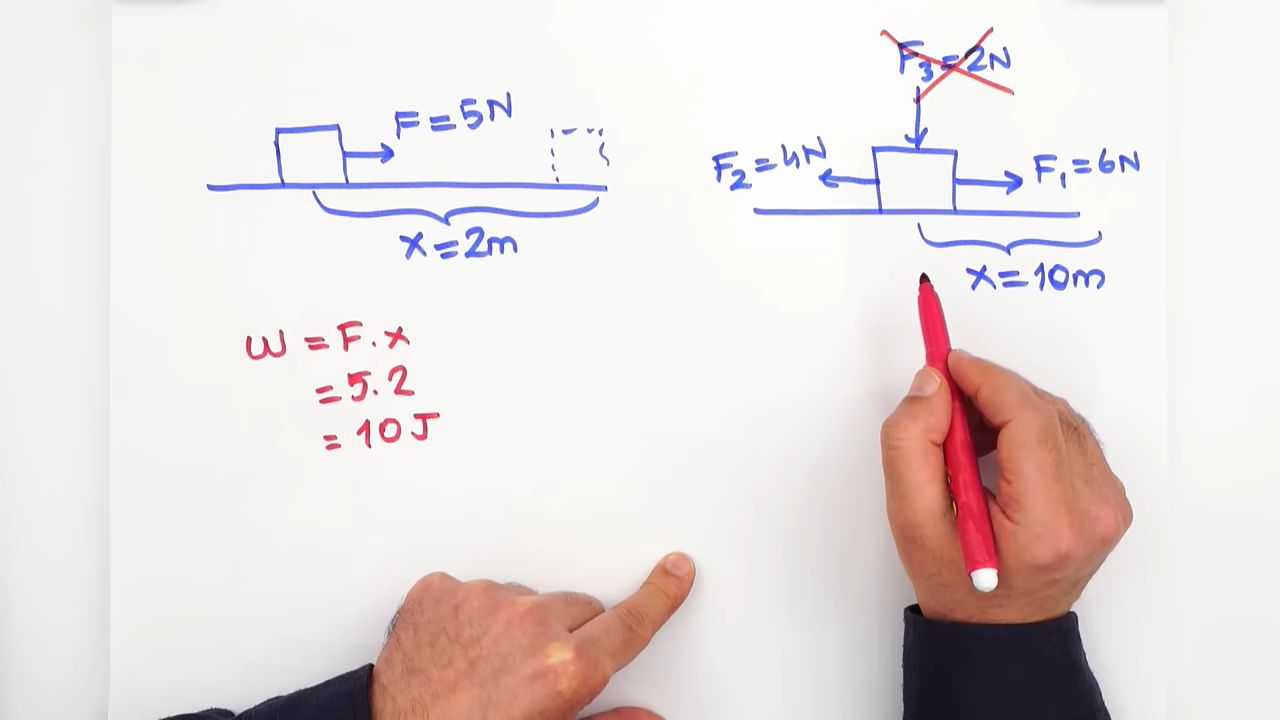 F = 5N
x = 2m
W = F . x
= 5 . 2
= 10 J
F₃ = 2N
F₂ = 4N
F₁ = 6N
x = 10m